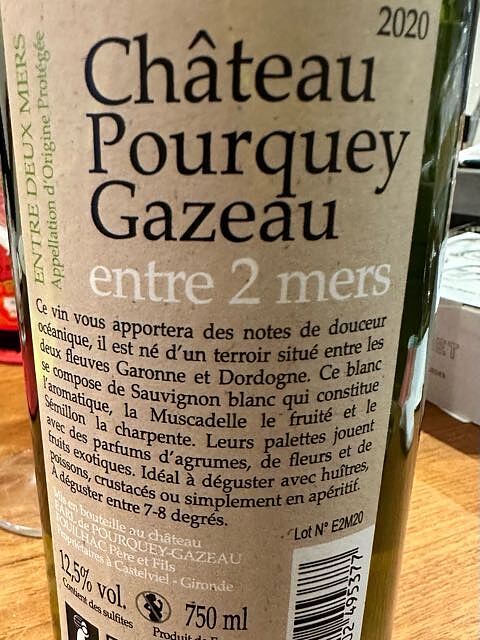 2020
Château
Pourquey
Gazeau
entre 2 mers
ENTRE DEUX MERS
Appellation d'Origine Protégée
Ce vin vous apportera des notes de douceur
océanique, il est né d'un terroir situé entre les
deux fleuves Garonne et Dordogne. Ce blanc
se compose de Sauvignon blanc qui constitue
l'aromatique, la Muscadelle le fruité et le
Sémillon la charpente. Leurs palettes jouent
avec des parfums d'agrumes, de fleurs et de
fruits exotiques. Idéal à déguster avec huîtres,
poissons, crustacés ou simplement en apéritif.
A déguster entre 7-8 degrés.
Mis en bouteille au château
de POURQUEY-GAZEAU
FOUILHAC Père et Fils
Propriétaires à Castelviel - Gironde
Lot N° E2M20
12,5% vol.
Contient des sulfites
750 ml
Produit de
495377